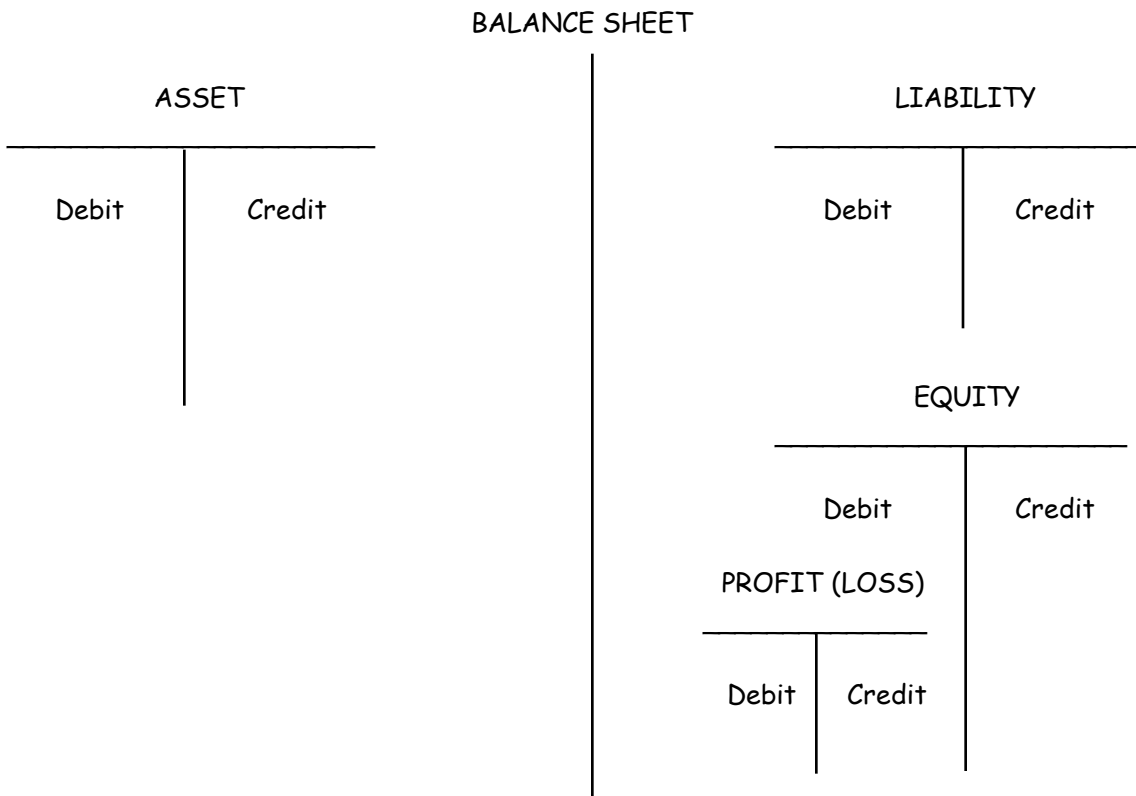 BALANCE SHEET
ASSET
Debit Credit
LIABILITY
Debit Credit
EQUITY
Debit Credit
PROFIT (LOSS)
Debit Credit